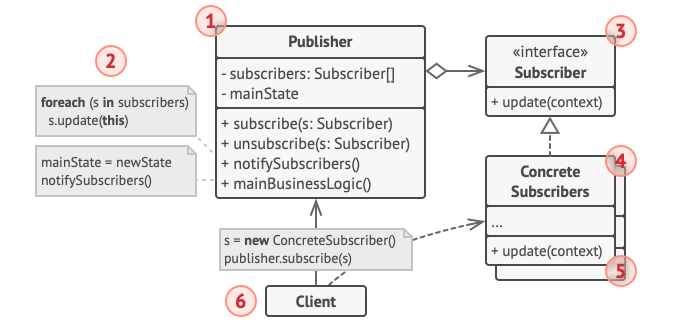 1
Publisher
- subscribers: Subscriber[]
- mainState
+ subscribe(s: Subscriber)
+ unsubscribe(s: Subscriber)
+ notifySubscribers()
+ mainBusinessLogic()
2
foreach (s in subscribers)
s.update(this)
mainState = newState
notifySubscribers()
3
«interface»
Subscriber
+ update(context)
4
Concrete
Subscribers
...
+ update(context)
5
s = new ConcreteSubscriber()
publisher.subscribe(s)
6
Client